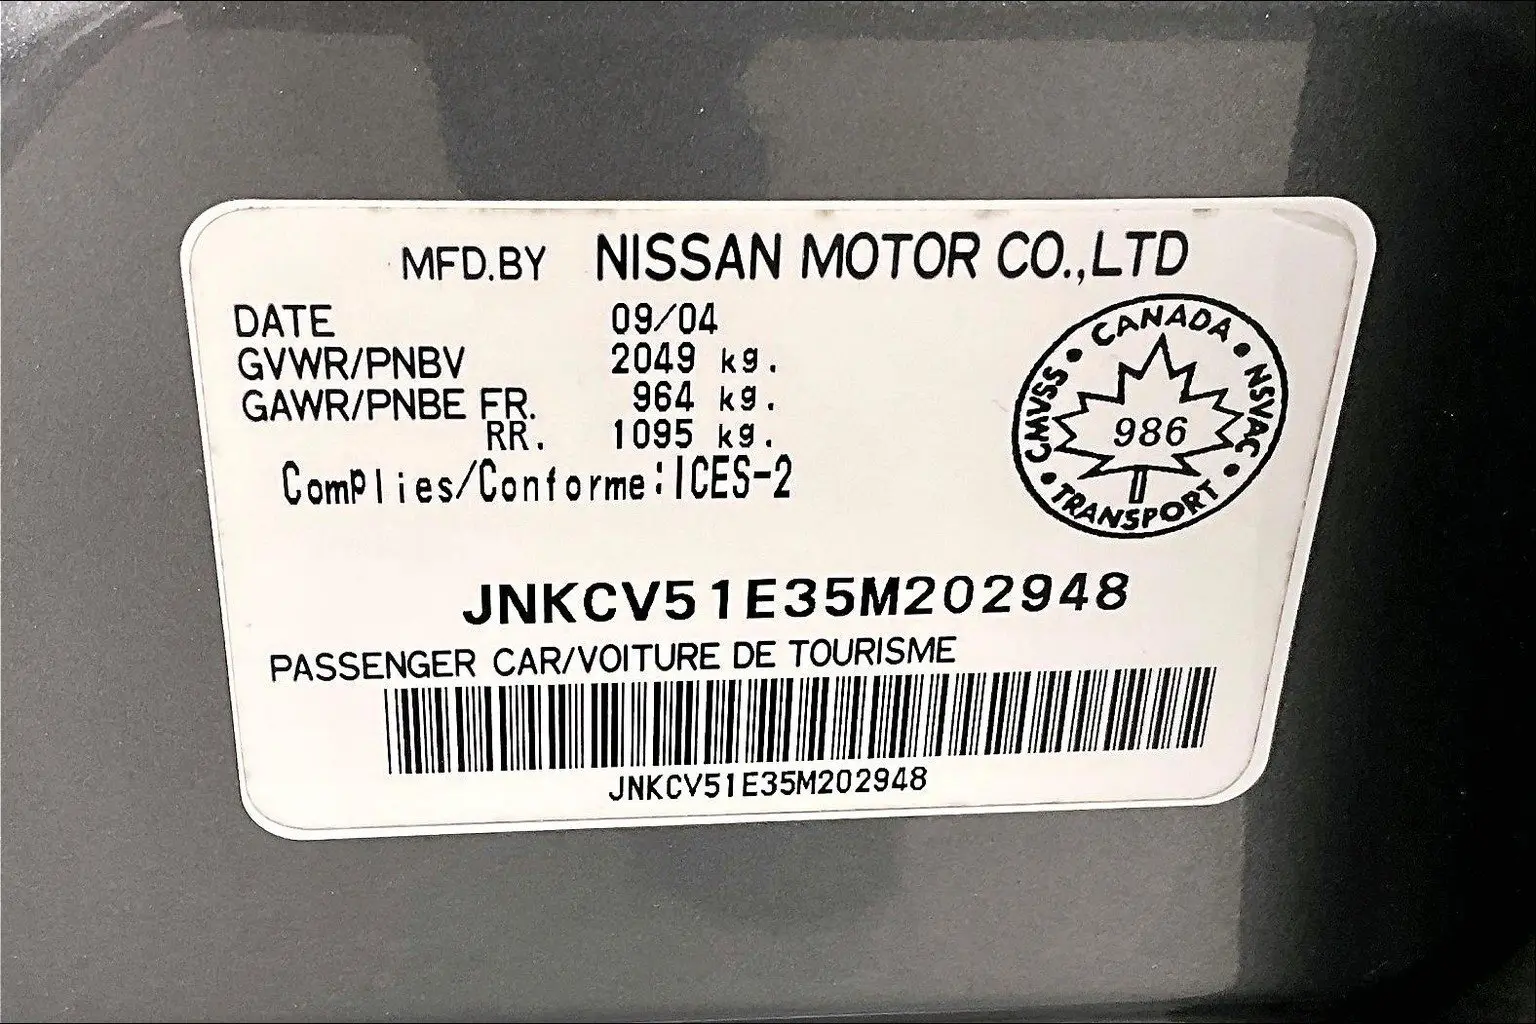 MFD.BY NISSAN MOTOR CO.,LTD
DATE 09/04
GVWR/PNBV 2049 kg.
GAWR/PNBE FR. 964 kg.
RR. 1095 kg.
Complies/Conforme:ICES-2
CANADA
CMVSS
NSVAC
986
TRANSPORT
JNKCV51E35M202948
PASSENGER CAR/VOITURE DE TOURISME
JNKCV51E35M202948